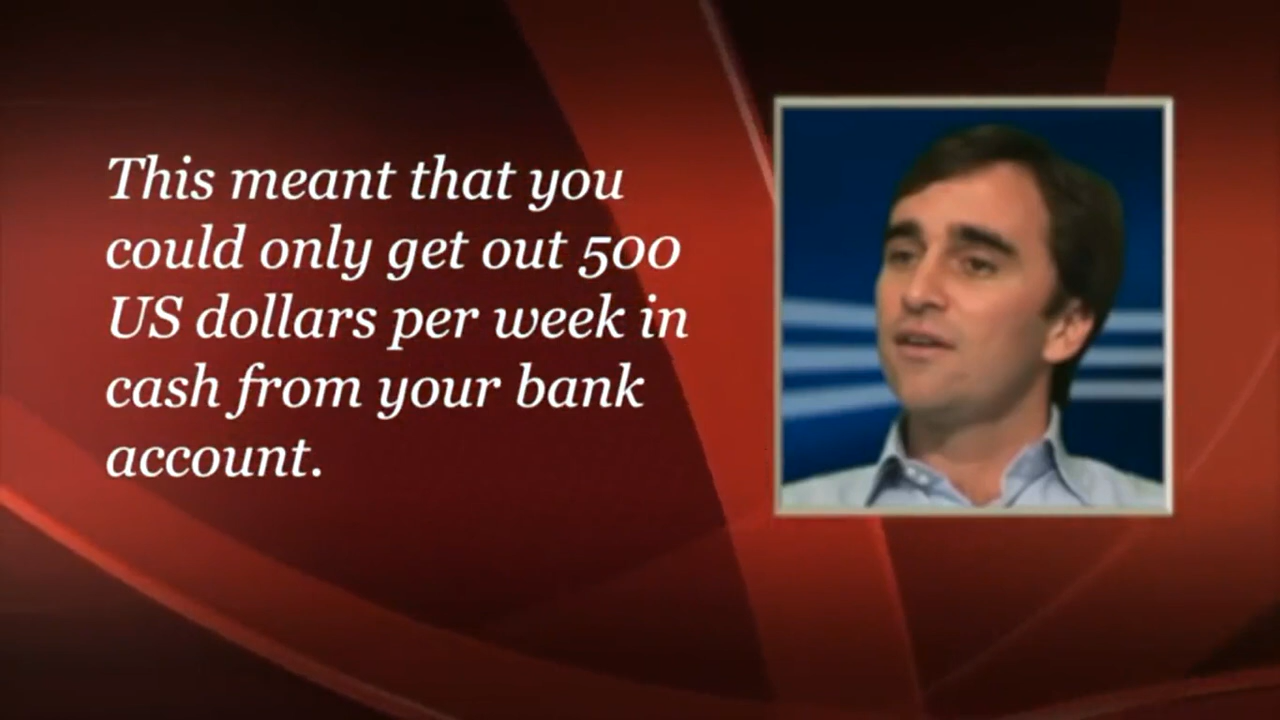 This meant that you
could only get out 500
US dollars per week in
cash from your bank
account.